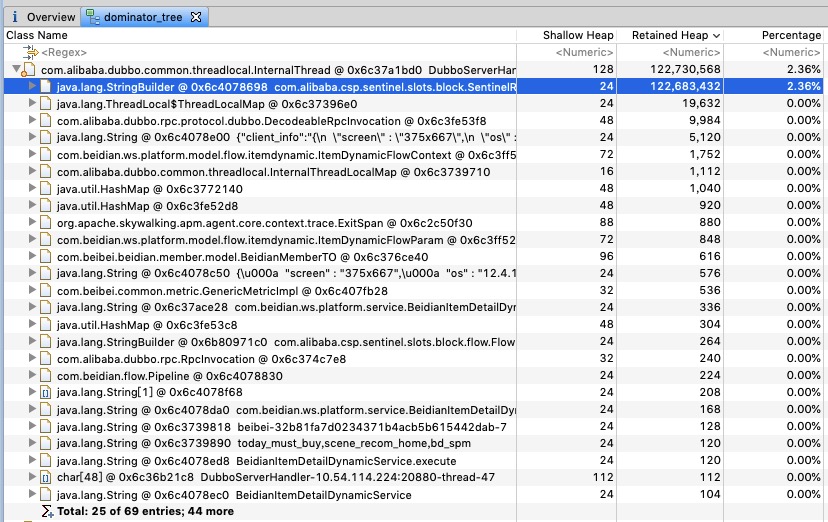 i Overview dominator_tree
Class Name Shallow Heap Retained Heap Percentage
<Regex> <Numeric> <Numeric> <Numeric>
com.alibaba.dubbo.common.threadlocal.InternalThread @ 0x6c37a1bd0 DubboServerHan 128 122,730,568 2.36%
java.lang.StringBuilder @ 0x6c4078698 com.alibaba.csp.sentinel.slots.block.SentinelR 24 122,683,432 2.36%
java.lang.ThreadLocal$ThreadLocalMap @ 0x6c37396e0 24 19,632 0.00%
com.alibaba.dubbo.rpc.protocol.dubbo.DecodeableRpcInvocation @ 0x6c3fe53f8 48 9,984 0.00%
java.lang.String @ 0x6c4078e00 {"client_info":"{\n \"screen\" : \"375x667\",\n \"os\" : 24 5,120 0.00%
com.beidian.ws.platform.model.flow.itemdynamic.ItemDynamicFlowContext @ 0x6c3ff5 72 1,752 0.00%
com.alibaba.dubbo.common.threadlocal.InternalThreadLocalMap @ 0x6c3739710 16 1,112 0.00%
java.util.HashMap @ 0x6c3772140 48 1,040 0.00%
java.util.HashMap @ 0x6c3fe52d8 48 920 0.00%
org.apache.skywalking.apm.agent.core.context.trace.ExitSpan @ 0x6c2c50f30 88 880 0.00%
com.beidian.ws.platform.model.flow.itemdynamic.ItemDynamicFlowParam @ 0x6c3ff52 72 848 0.00%
com.beibei.beidian.member.model.BeidianMemberTO @ 0x6c376ce40 96 616 0.00%
java.lang.String @ 0x6c4078c50 {\u000a "screen" : "375x667",\u000a "os" : "12.4.1 24 576 0.00%
com.beibei.common.metric.GenericMetricImpl @ 0x6c407fb28 32 536 0.00%
java.lang.String @ 0x6c37ace28 com.beidian.ws.platform.service.BeidianItemDetailDyn 24 336 0.00%
java.util.HashMap @ 0x6c3fe53c8 48 304 0.00%
java.lang.StringBuilder @ 0x6b80971c0 com.alibaba.csp.sentinel.slots.block.flow.Flow 24 264 0.00%
com.alibaba.dubbo.rpc.RpcInvocation @ 0x6c374c7e8 32 240 0.00%
com.beidian.flow.Pipeline @ 0x6c4078830 24 224 0.00%
java.lang.String[1] @ 0x6c4078f68 24 208 0.00%
java.lang.String @ 0x6c4078da0 com.beidian.ws.platform.service.BeidianItemDetailDyn 24 168 0.00%
java.lang.String @ 0x6c3739818 beibei-32b81fa7d0234371b4acb5b615442dab-7 24 128 0.00%
java.lang.String @ 0x6c3739890 today_must_buy,scene_recom_home,bd_spm 24 120 0.00%
java.lang.String @ 0x6c4078ed8 BeidianItemDetailDynamicService.execute 24 120 0.00%
char[48] @ 0x6c36b21c8 DubboServerHandler-10.54.114.224:20880-thread-47 112 112 0.00%
java.lang.String @ 0x6c4078ec0 BeidianItemDetailDynamicService 24 104 0.00%
Total: 25 of 69 entries; 44 more